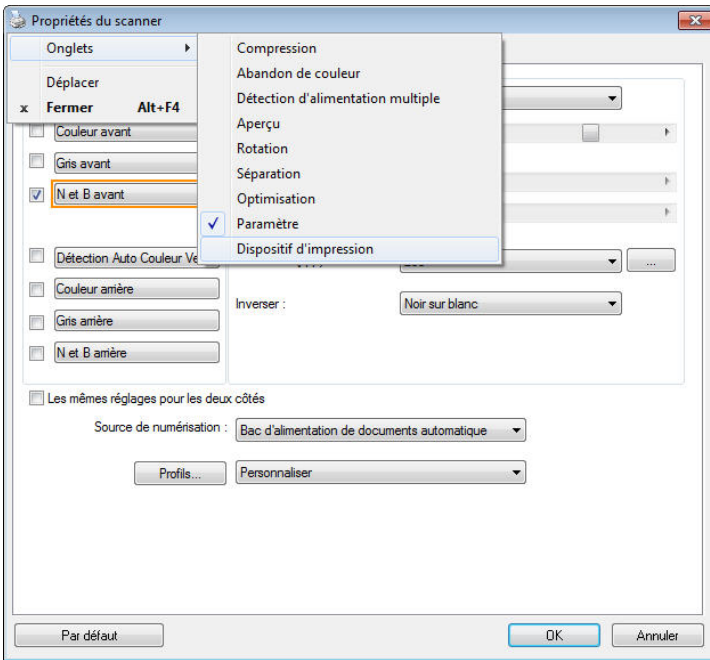 Propriétés du scanner
Onglets
Déplacer
x Fermer Alt+F4
Compression
Abandon de couleur
Détection d'alimentation multiple
Aperçu
Rotation
Séparation
Optimisation
Paramètre
Dispositif d'impression
Couleur avant
Gris avant
N et B avant
Détection Auto Couleur
Couleur arrière
Gris arrière
N et B arrière
...
Inverser :
Noir sur blanc
Les mêmes réglages pour les deux côtés
Source de numérisation :
Bac d'alimentation de documents automatique
Profils...
Personnaliser
Par défaut
OK
Annuler